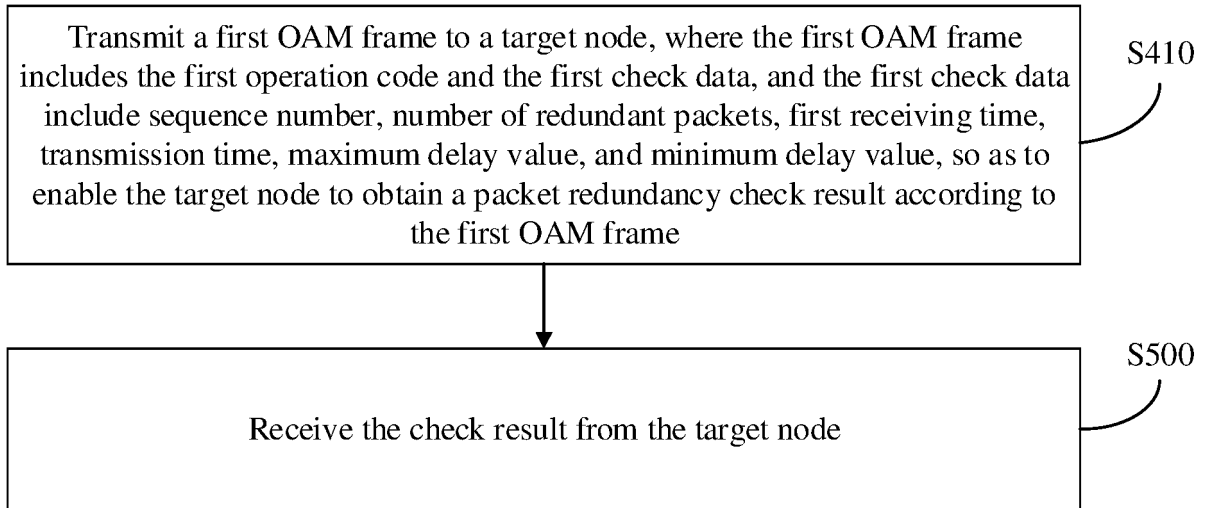 Transmit a first OAM frame to a target node, where the first OAM frame
includes the first operation code and the first check data, and the first check data
include sequence number, number of redundant packets, first receiving time,
transmission time, maximum delay value, and minimum delay value, so as to
enable the target node to obtain a packet redundancy check result according to
the first OAM frame
S410
Receive the check result from the target node
S500